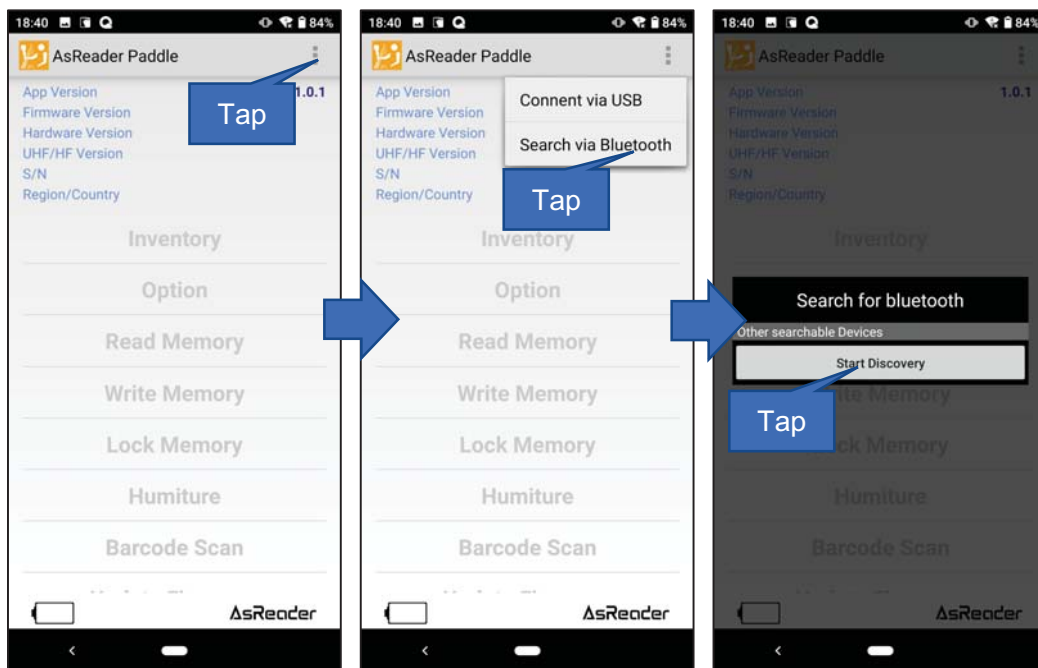 18:40
84%
AsReader Paddle
App Version
1.0.1
Firmware Version
Hardware Version
UHF/HF Version
S/N
Region/Country
Tap
Inventory
Option
Read Memory
Write Memory
Lock Memory
Humiture
Barcode Scan
AsReader
18:40
84%
AsReader Paddle
Connent via USB
Search via Bluetooth
App Version
Firmware Version
Hardware Version
UHF/HF Version
S/N
Region/Country
Tap
Inventory
Option
Read Memory
Write Memory
Lock Memory
Humiture
Barcode Scan
AsReader
18:40
84%
AsReader Paddle
App Version
1.0.1
Firmware Version
Hardware Version
UHF/HF Version
S/N
Region/Country
Inventory
Search for bluetooth
Other searchable Devices
Start Discovery
Tap
Memory
Memory
Humiture
Barcode Scan
AsReader